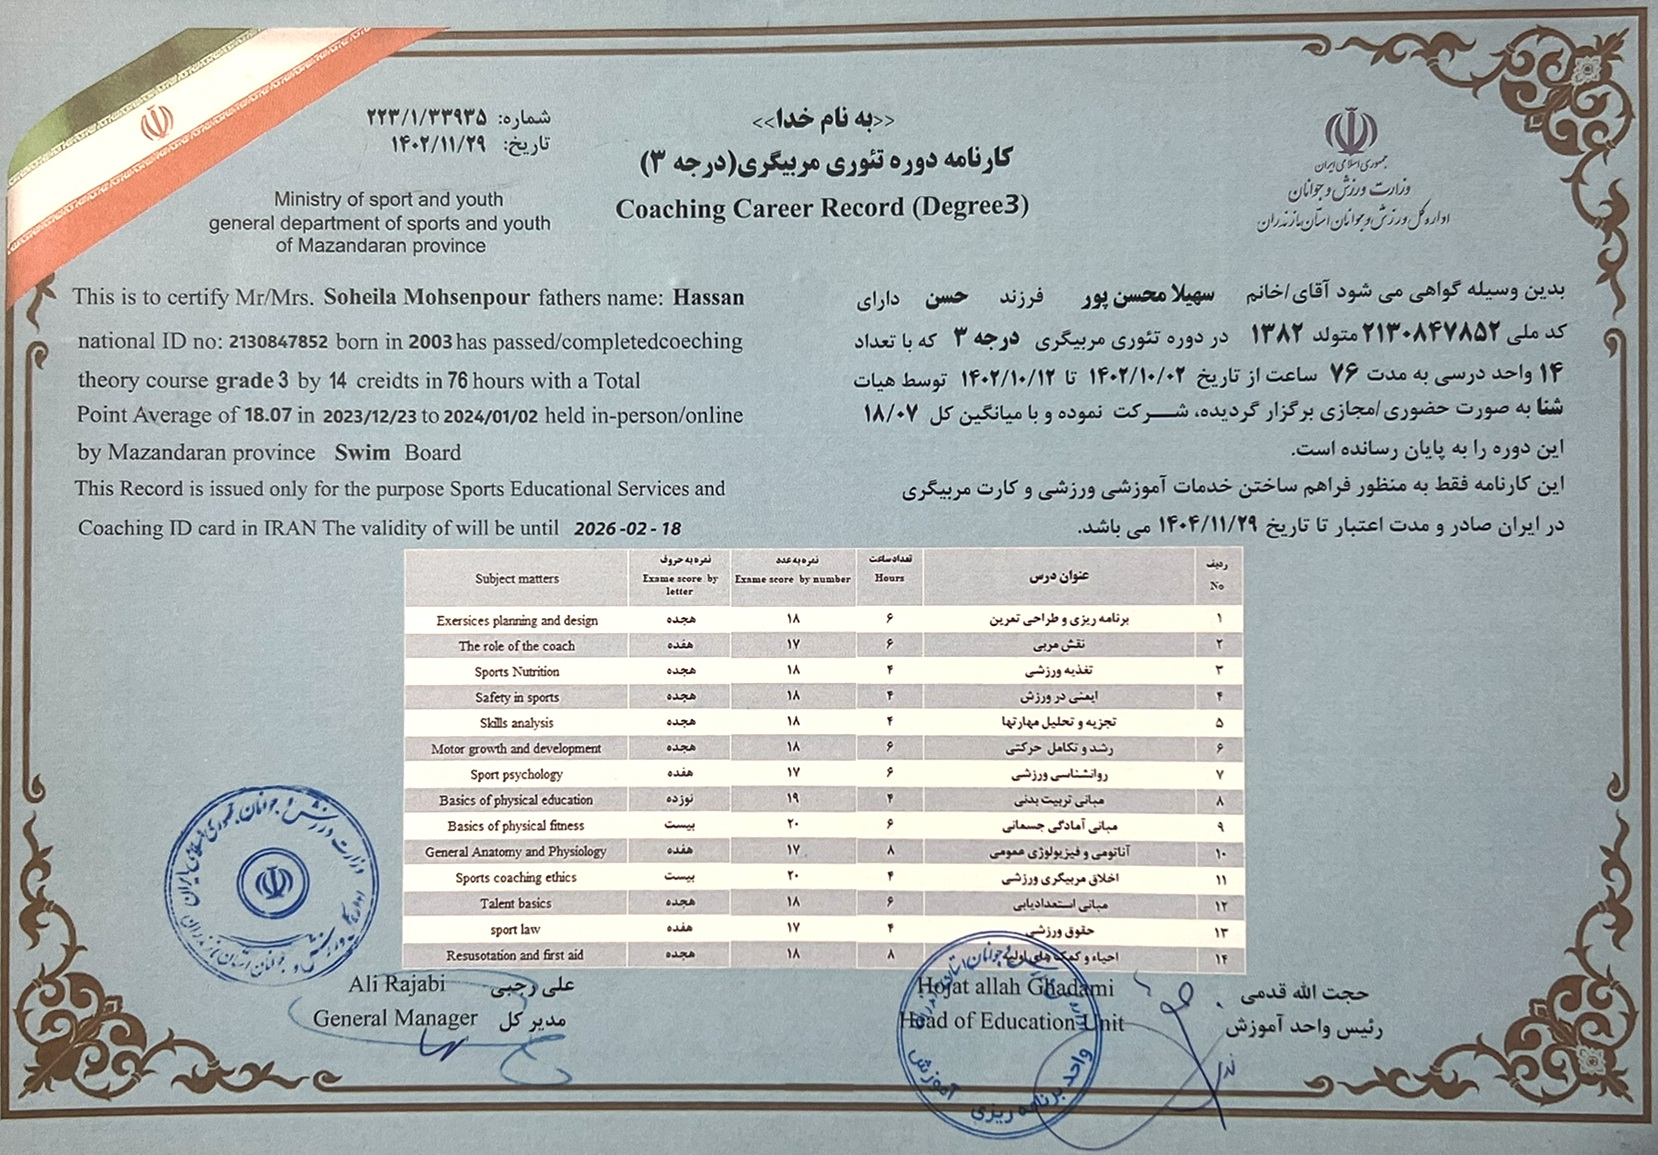 <<به نام خدا>>
کارنامه دوره تئوری مربیگری(درجه ۳)
Coaching Career Record (Degree3)
شماره: ۲۲۳/۱/۳۳۹۳۵
تاریخ: ۱۴۰۲/۱۱/۲۹
Ministry of sport and youth
general department of sports and youth
of Mazandaran province
جمهوری اسلامی ایران
وزارت ورزش و جوانان
اداره کل ورزش و جوانان استان مازندران
This is to certify Mr/Mrs. Soheila Mohsenpour fathers name: Hassan
national ID no: 2130847852 born in 2003 has passed/completedcoeching
theory course grade 3 by 14 creidts in 76 hours with a Total
Point Average of 18.07 in 2023/12/23 to 2024/01/02 held in-person/online
by Mazandaran province Swim Board
This Record is issued only for the purpose Sports Educational Services and
Coaching ID card in IRAN The validity of will be until 2026-02-18
بدین وسیله گواهی می شود آقای/خانم سهیلا محسن پور فرزند حسن دارای
کد ملی ۲۱۳۰۸۴۷۸۵۲ متولد ۱۳۸۲ در دوره تئوری مربیگری درجه ۳ که با تعداد
۱۴ واحد درسی به مدت ۷۶ ساعت از تاریخ ۱۴۰۲/۱۰/۰۲ تا ۱۴۰۲/۱۰/۱۲ توسط هیات
شنا به صورت حضوری/مجازی برگزار گردیده، شرکت نموده و با میانگین کل ۱۸/۰۷
این دوره را به پایان رسانده است.
این کارنامه فقط به منظور فراهم ساختن خدمات آموزشی ورزشی و کارت مربیگری
در ایران صادر و مدت اعتبار تا تاریخ ۱۴۰۴/۱۱/۲۹ می باشد.
Subject matters نمره به حروف Exame score by letter نمره به عدد Exame score by number تعداد ساعت Hours عنوان درس ردیف No
Exersices planning and design هجده ۱۸ ۶ برنامه ریزی و طراحی تمرین ۱
The role of the coach هفده ۱۷ ۶ نقش مربی ۲
Sports Nutrition هجده ۱۸ ۴ تغذیه ورزشی ۳
Safety in sports هجده ۱۸ ۴ ایمنی در ورزش ۴
Skills analysis هجده ۱۸ ۴ تجزیه و تحلیل مهارتها ۵
Motor growth and development هجده ۱۸ ۶ رشد و تکامل حرکتی ۶
Sport psychology هفده ۱۷ ۶ روانشناسی ورزشی ۷
Basics of physical education نوزده ۱۹ ۴ مبانی تربیت بدنی ۸
Basics of physical fitness بیست ۲۰ ۶ مبانی آمادگی جسمانی ۹
General Anatomy and Physiology هفده ۱۷ ۸ آناتومی و فیزیولوژی عمومی ۱۰
Sports coaching ethics بیست ۲۰ ۴ اخلاق مربیگری ورزشی ۱۱
Talent basics هجده ۱۸ ۶ مبانی استعدادیابی ۱۲
sport law هفده ۱۷ ۴ حقوق ورزشی ۱۳
Resusotation and first aid هجده ۱۸ ۸ احیاء و کمک های اولیه ۱۴
Ali Rajabi علی رجبی
General Manager مدیر کل
Hojat allah Ghadami حجت الله قدمی
Head of Education Unit رئیس واحد آموزش
وزارت ورزش و جوانان جمهوری اسلامی ایران
واحد برنامه ریزی آموزش